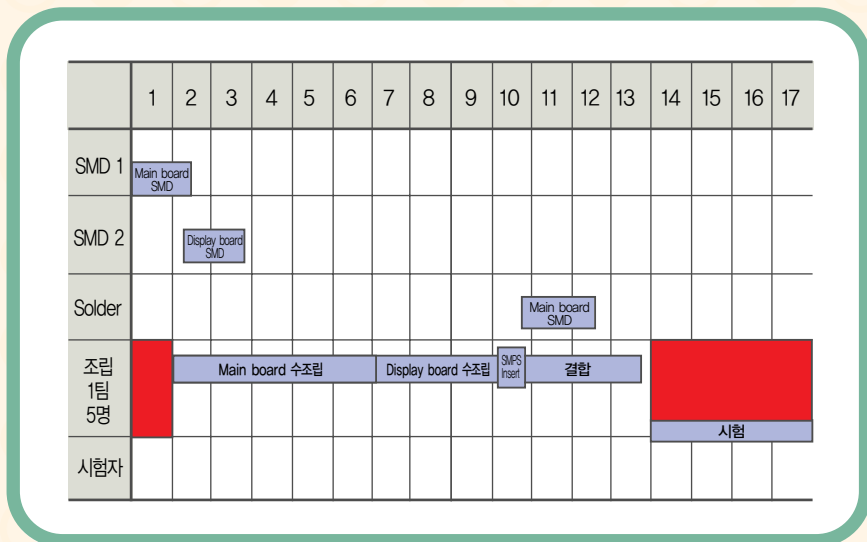 1 2 3 4 5 6 7 8 9 10 11 12 13 14 15 16 17
SMD 1
Main board
SMD
SMD 2
Display board
SMD
Solder
Main board
SMD
조립
1팀
5명
Main board 수조립
Display board 수조립
SMPS
Insert
결합
시험
시험자